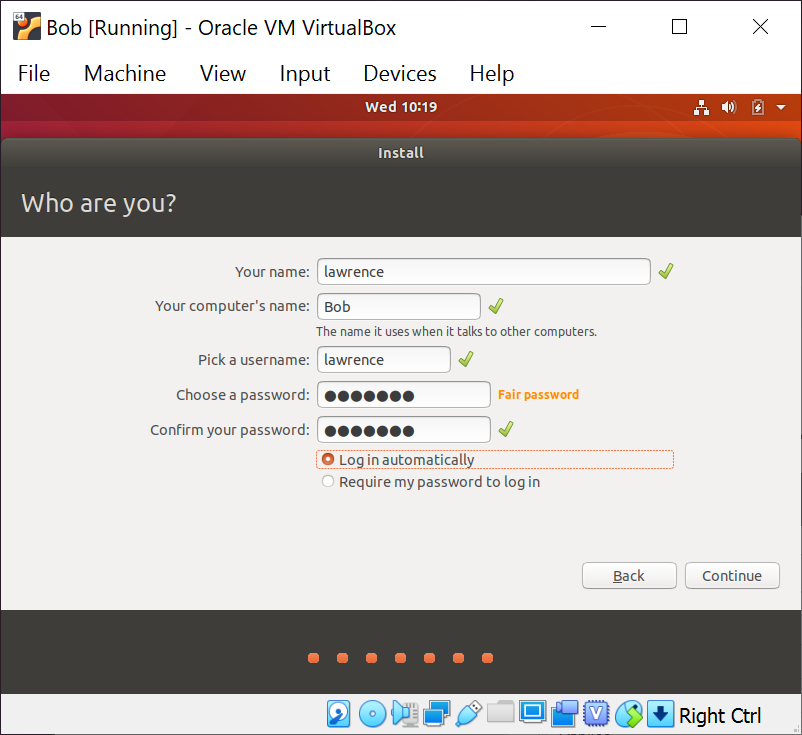 64
Bob [Running] - Oracle VM VirtualBox
File Machine View Input Devices Help
Wed 10:19
Install
Who are you?
Your name: lawrence
Your computer's name: Bob
The name it uses when it talks to other computers.
Pick a username: lawrence
Choose a password: ●●●●●●● Fair password
Confirm your password: ●●●●●●●
Log in automatically
Require my password to log in
Back Continue
V Right Ctrl